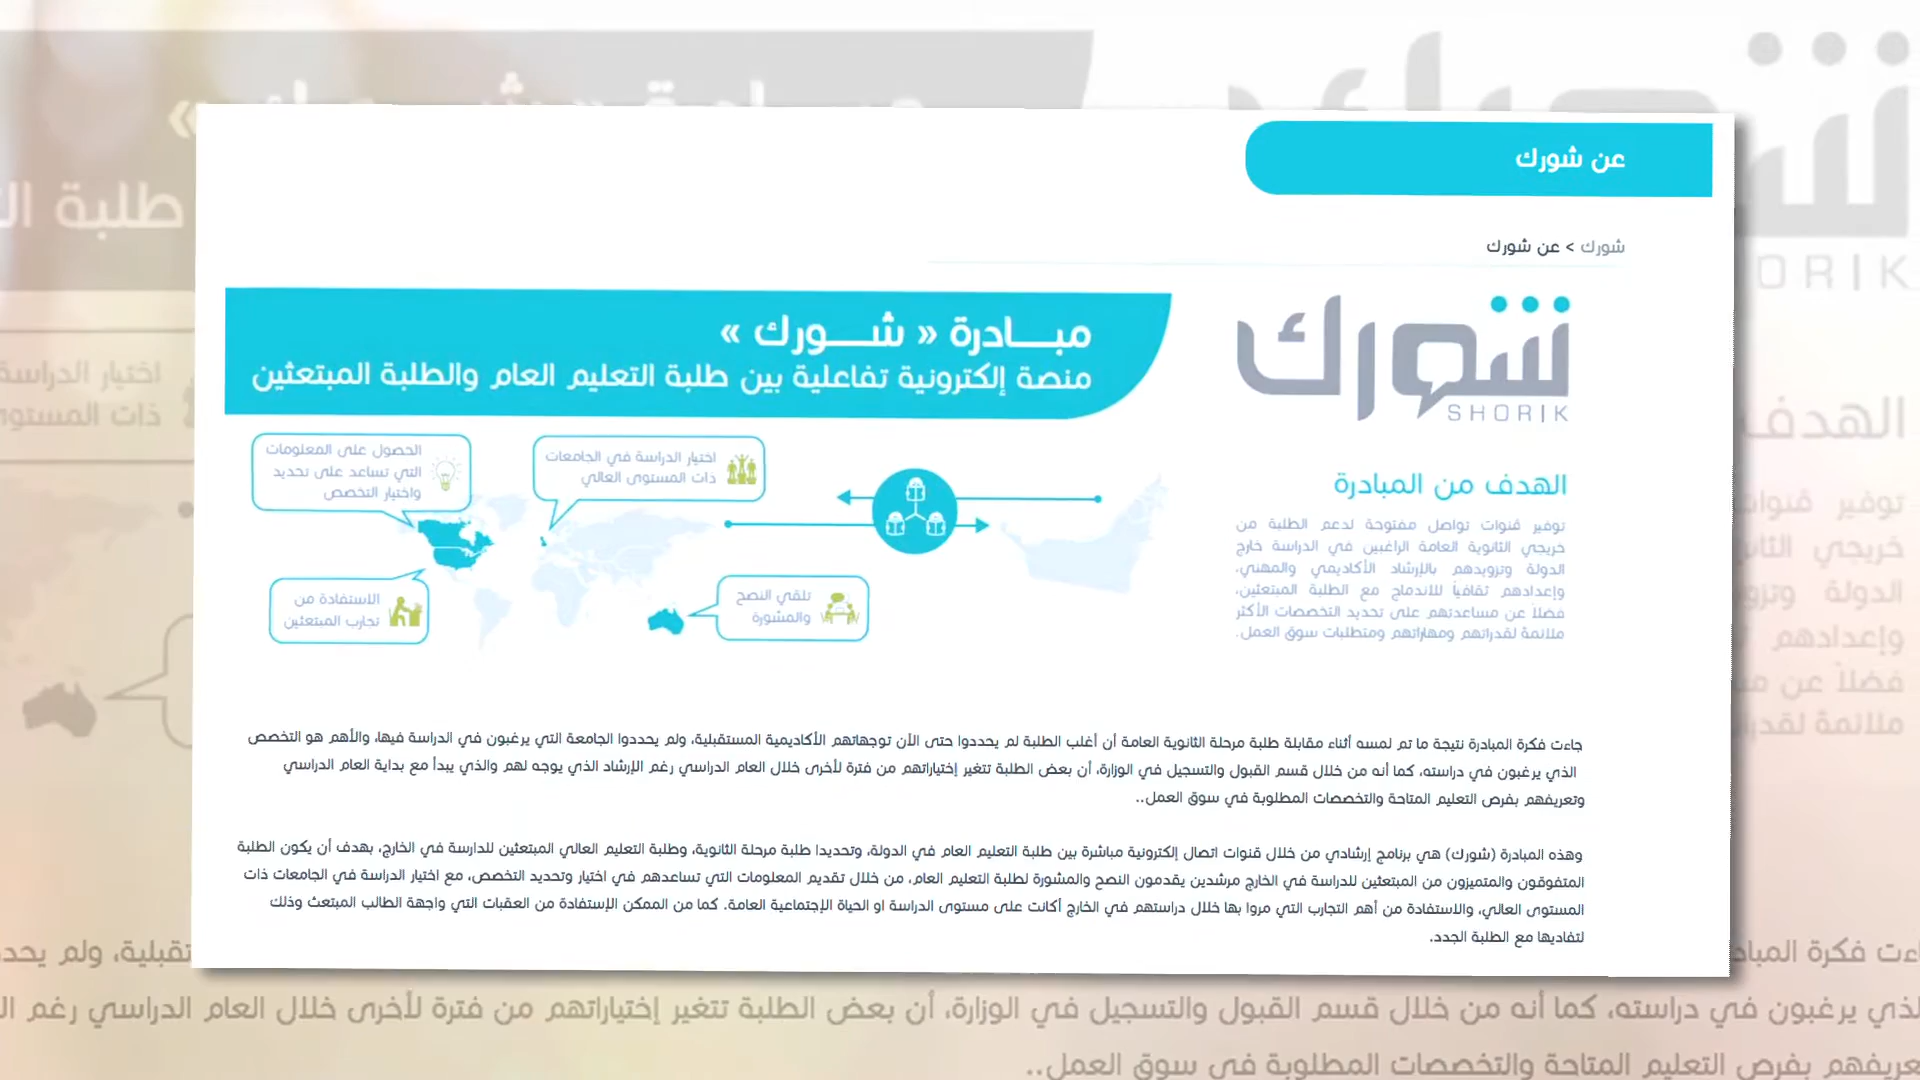 عن شورك
شورك > عن شورك
شورك
SHORIK
مبـــادرة « شـــورك »
منصة إلكترونية تفاعلية بين طلبة التعليم العام والطلبة المبتعثين
الهدف من المبادرة
توفير قنوات تواصل مفتوحة لدعم الطلبة من
خريجي الثانوية العامة الراغبين في الدراسة خارج
الدولة وتزويدهم بالإرشاد الأكاديمي والمهني،
وإعدادهم ثقافياً للاندماج مع الطلبة المبتعثين،
فضلاً عن مساعدتهم على تحديد التخصصات الأكثر
ملائمة لقدراتهم ومهاراتهم ومتطلبات سوق العمل.
اختيار الدراسة في الجامعات
ذات المستوى العالي
الحصول على المعلومات
التي تساعد على تحديد
واختيار التخصص
تلقي النصح
والمشورة
الاستفادة من
تجارب المبتعثين
جاءت فكرة المبادرة نتيجة ما تم لمسه أثناء مقابلة طلبة مرحلة الثانوية العامة أن أغلب الطلبة لم يحددوا حتى الأن توجهاتهم الأكاديمية المستقبلية، ولم يحددوا الجامعة التي يرغبون في الدراسة فيها، والأهم هو التخصص
الذي يرغبون في دراسته، كما أنه من خلال قسم القبول والتسجيل في الوزارة، أن بعض الطلبة تتغير إختياراتهم من فترة لأخرى خلال العام الدراسي رغم الإرشاد الذي يوجه لهم والذي يبدأ مع بداية العام الدراسي
وتعريفهم بفرص التعليم المتاحة والتخصصات المطلوبة في سوق العمل..
وهذه المبادرة (شورك) هي برنامج إرشادي من خلال قنوات اتصال إلكترونية مباشرة بين طلبة التعليم العام في الدولة، وتحديدا طلبة مرحلة الثانوية، وطلبة التعليم العالي المبتعثين للدارسة في الخارج، بهدف أن يكون الطلبة
المتفوقون والمتميزون من المبتعثين للدراسة في الخارج مرشدين يقدمون النصح والمشورة لطلبة التعليم العام، من خلال تقديم المعلومات التي تساعدهم في اختيار وتحديد التخصص، مع اختيار الدراسة في الجامعات ذات
المستوى العالي، والاستفادة من أهم التجارب التي مروا بها خلال دراستهم في الخارج أكانت على مستوى الدراسة او الحياة الإجتماعية العامة. كما من الممكن الإستفادة من العقبات التي واجهة الطالب المبتعث وذلك
لتفاديها مع الطلبة الجدد.